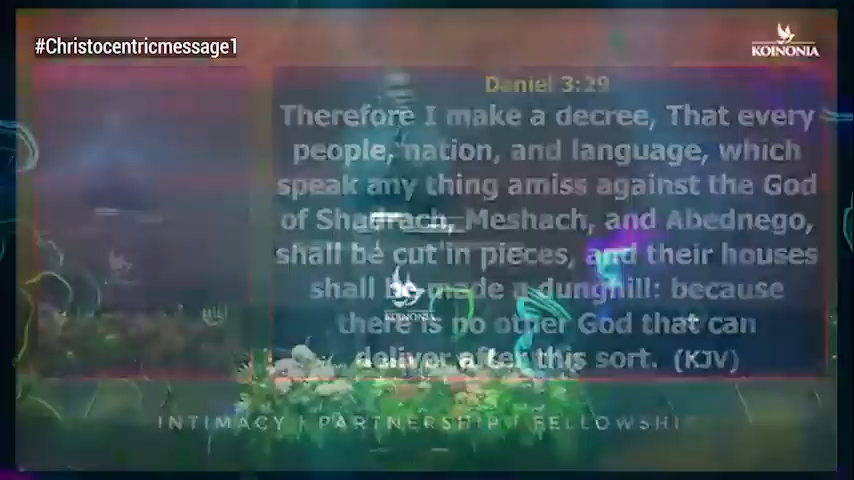 #Christocentricmessage1
KOINONIA
Daniel 3:29
Therefore I make a decree, That every
people, nation, and language, which
speak any thing amiss against the God
of Shadrach, Meshach, and Abednego,
shall be cut in pieces, and their houses
shall be made a dunghill: because
there is no other God that can
deliver after this sort. (KJV)
KOINONIA
INTIMACY | PARTNERSHIP | FELLOWSHI